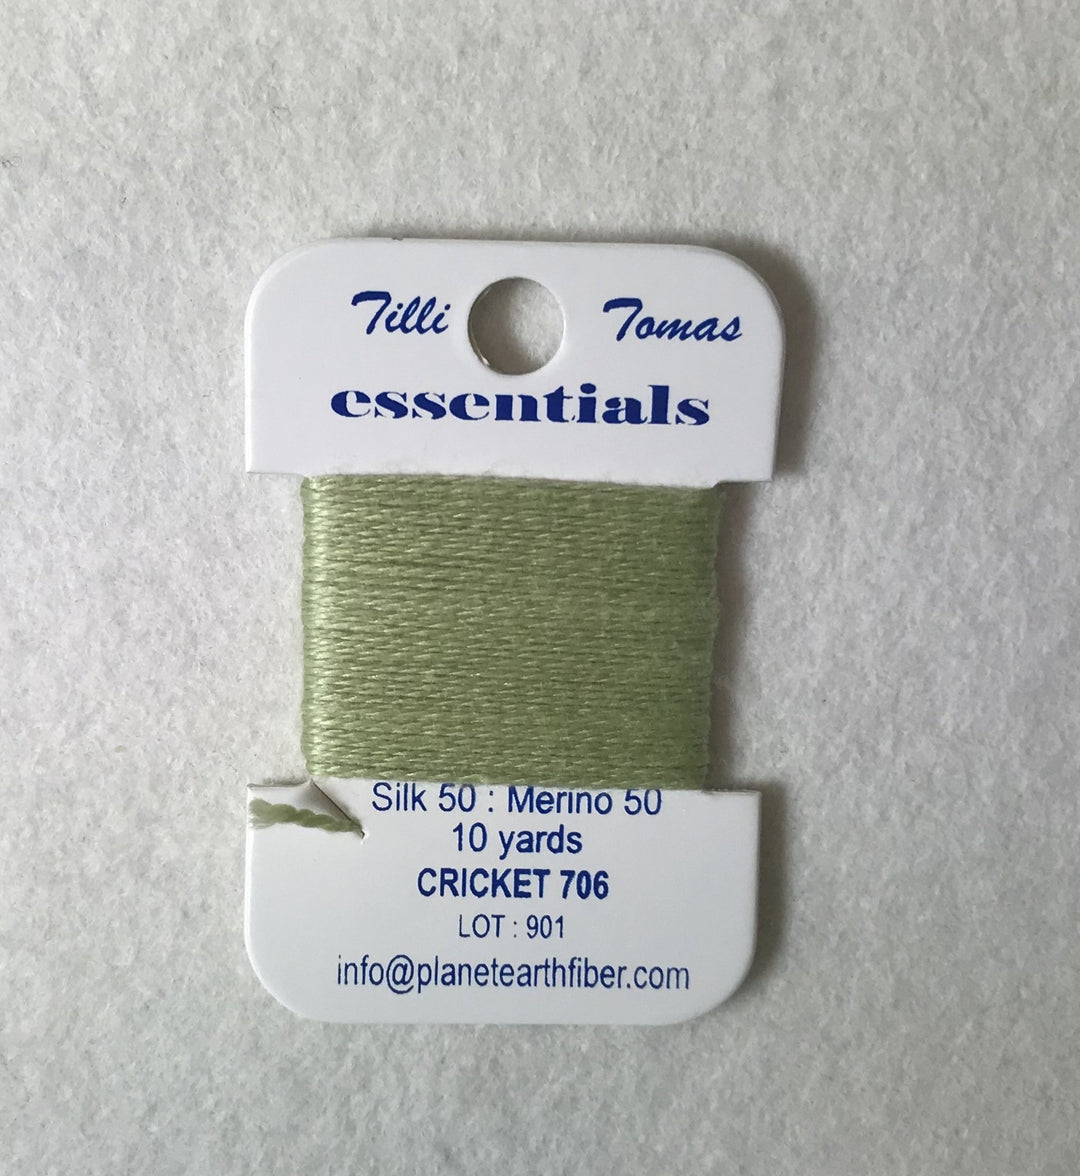 Tilli Tomas
essentials
Silk 50 : Merino 50
10 yards
CRICKET 706
LOT : 901
info@planetearthfiber.com